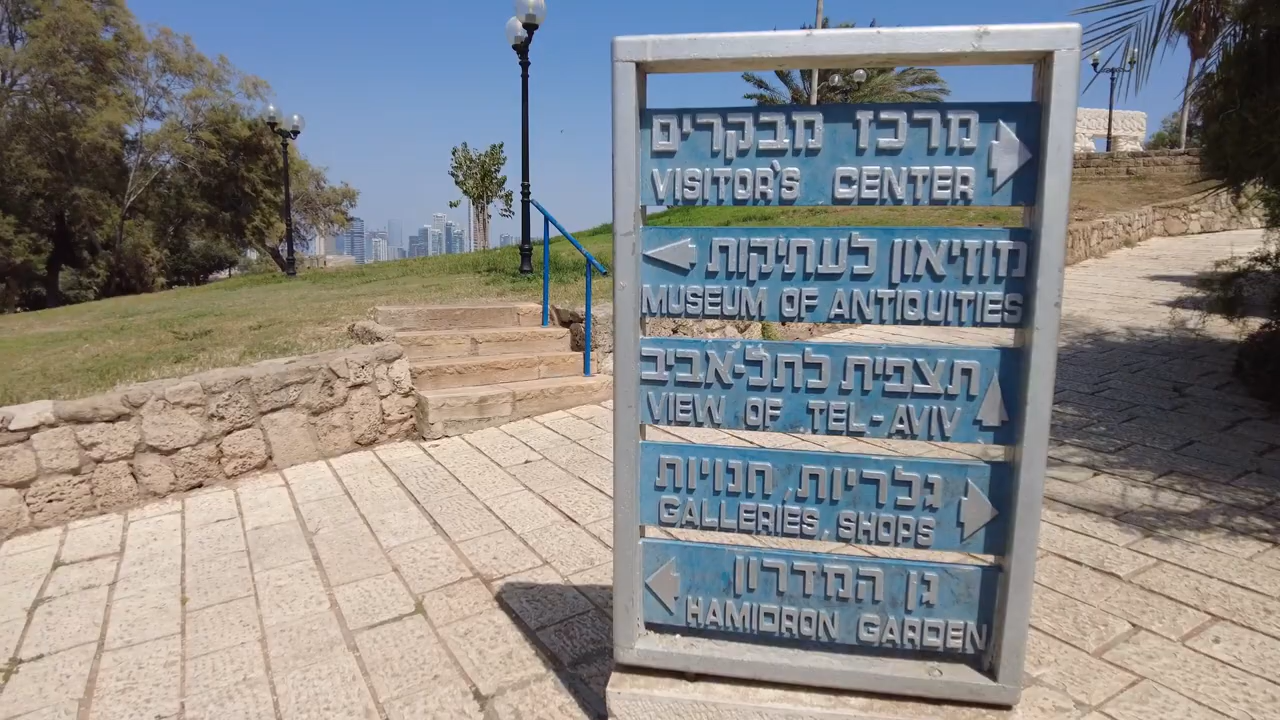 מרכז מבקרים
VISITOR'S CENTER
מוזיאון לעתיקות
MUSEUM OF ANTIQUITIES
תצפית לתל-אביב
VIEW OF TEL-AVIV
גלריות, חנויות
GALLERIES, SHOPS
גן המדרון
HAMIDRON GARDEN